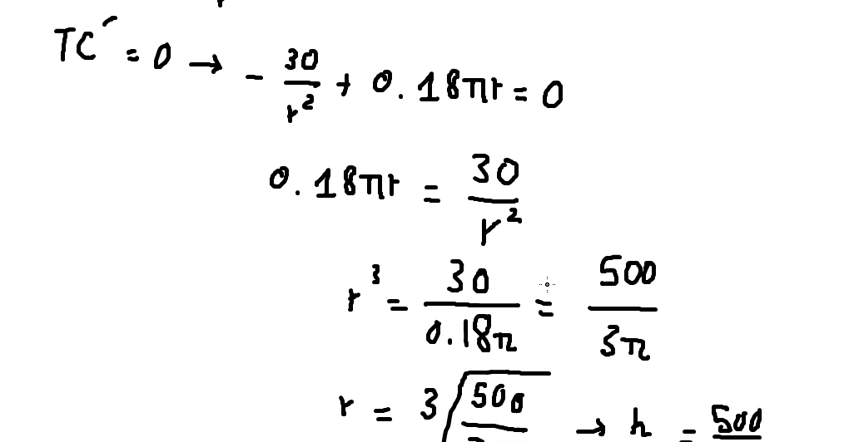 TC′ = 0 → - 30/r² + 0.18πr = 0
0.18πr = 30/r²
r³ = 30/0.18π = 500/3π
r = 3√500 → h = 500